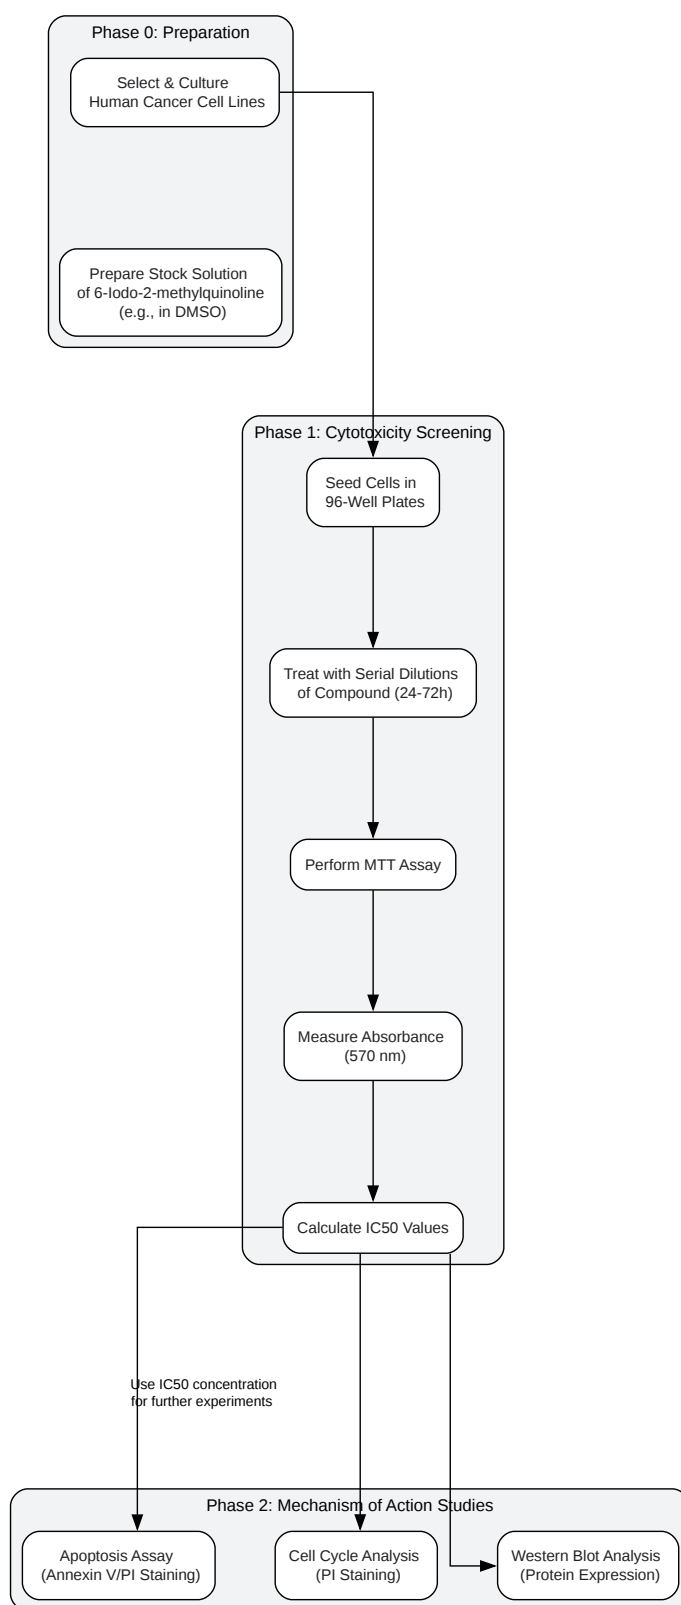 Phase 0: Preparation
Select & Culture
Human Cancer Cell Lines
Prepare Stock Solution
of 6-Iodo-2-methylquinoline
(e.g., in DMSO)
Phase 1: Cytotoxicity Screening
Seed Cells in
96-Well Plates
Treat with Serial Dilutions
of Compound (24-72h)
Perform MTT Assay
Measure Absorbance
(570 nm)
Calculate IC50 Values
Use IC50 concentration
for further experiments
Phase 2: Mechanism of Action Studies
Apoptosis Assay
(Annexin V/PI Staining)
Cell Cycle Analysis
(PI Staining)
Western Blot Analysis
(Protein Expression)